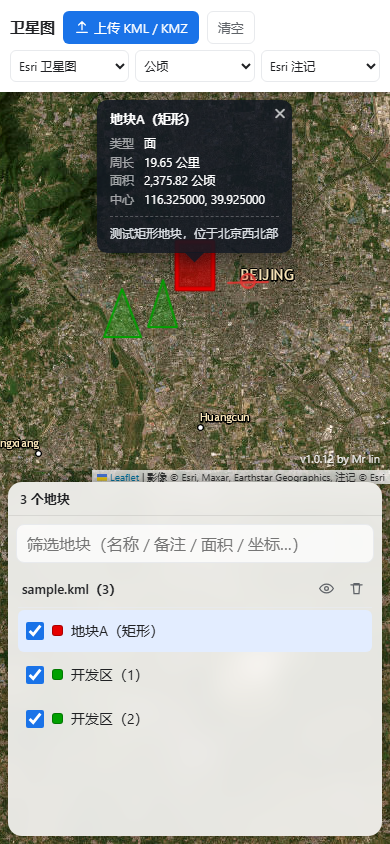 卫星图
上传 KML / KMZ
清空
Esri 卫星图
公顷
Esri 注记
地块A（矩形）
类型 面
周长 19.65 公里
面积 2,375.82 公顷
中心 116.325000, 39.925000
测试矩形地块，位于北京西北部
BEIJING
Huangcun
ngxiang
v1.0.12 by Mr lin
Leaflet | 影像 © Esri, Maxar, Earthstar Geographics, 注记 © Esri
3 个地块
筛选地块（名称 / 备注 / 面积 / 坐标...）
sample.kml（3）
地块A（矩形）
开发区（1）
开发区（2）